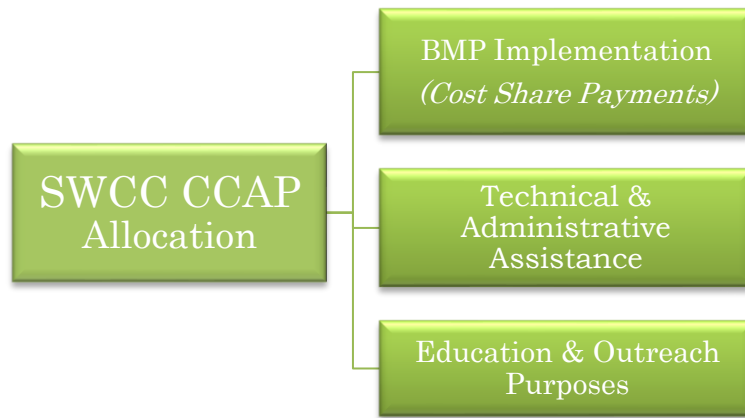 SWCC CCAP
Allocation
BMP Implementation
(Cost Share Payments)
Technical &
Administrative
Assistance
Education & Outreach
Purposes